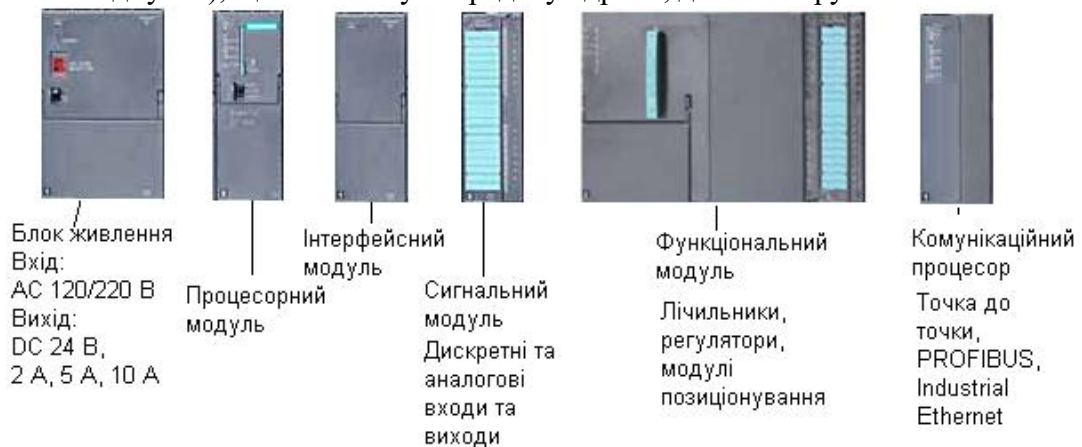 Блок живлення
Вхід:
AC 120/220 В
Вихід:
DC 24 В,
2 А, 5 А, 10 А
Процесорний
модуль
Інтерфейсний
модуль
Сигнальний
модуль
Дискретні та
аналогові
входи та
виходи
Функціональний
модуль
Лічильники,
регулятори,
модулі
позиціонування
Комунікаційний
процесор
Точка до
точки,
PROFIBUS,
Industrial
Ethernet